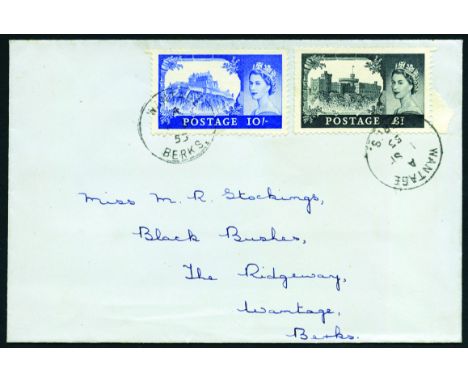 POSTAGE 10/-
POSTAGE £1
55
BERKS
WANTAGE
Miss M. R. Stockings,
Black Bushes,
The Ridgeway,
Wantage,
Berks.